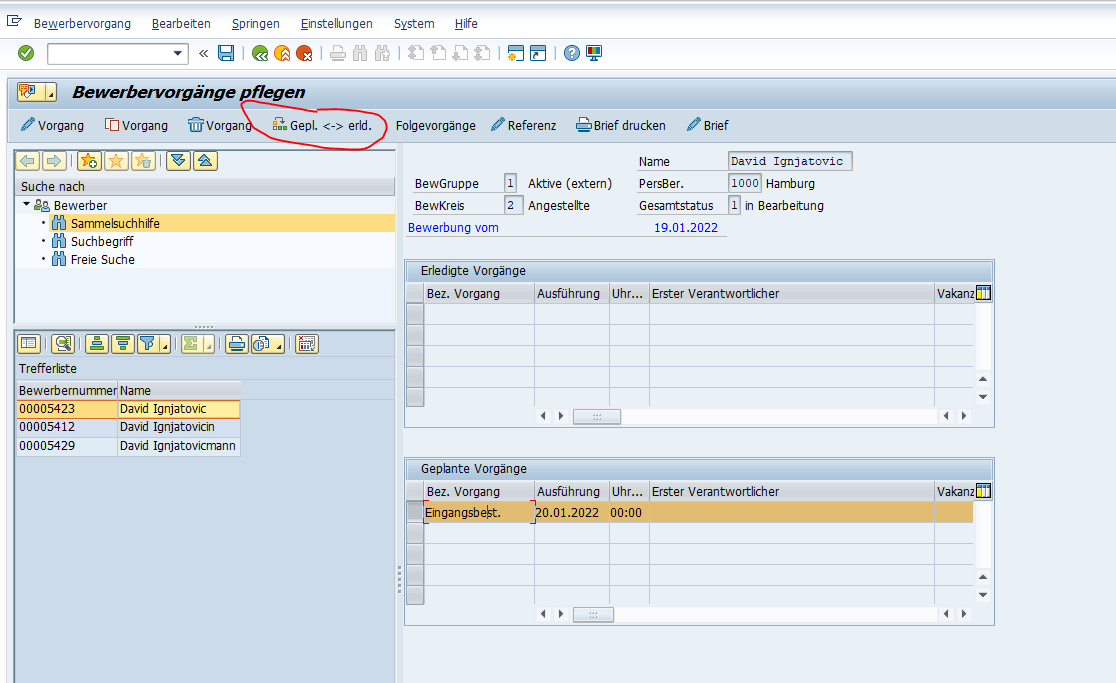 Bewerbervorgang Bearbeiten Springen Einstellungen System Hilfe
Bewerbervorgänge pflegen
Vorgang Vorgang Vorgang Gepl. <-> erld. Folgevorgänge Referenz Brief drucken Brief
Suche nach
Bewerber
Sammelsuchhilfe
Suchbegriff
Freie Suche
Trefferliste
Bewerbernummer Name
00005423 David Ignjatovic
00005412 David Ignjatovicin
00005429 David Ignjatovicmann
Name David Ignjatovic
BewGruppe 1 Aktive (extern) PersBer. 1000 Hamburg
BewKreis 2 Angestellte Gesamtstatus 1 in Bearbeitung
Bewerbung vom 19.01.2022
Erledigte Vorgänge
Bez. Vorgang Ausführung Uhr... Erster Verantwortlicher Vakanz
Geplante Vorgänge
Bez. Vorgang Ausführung Uhr... Erster Verantwortlicher Vakanz
Eingangsbest. 20.01.2022 00:00